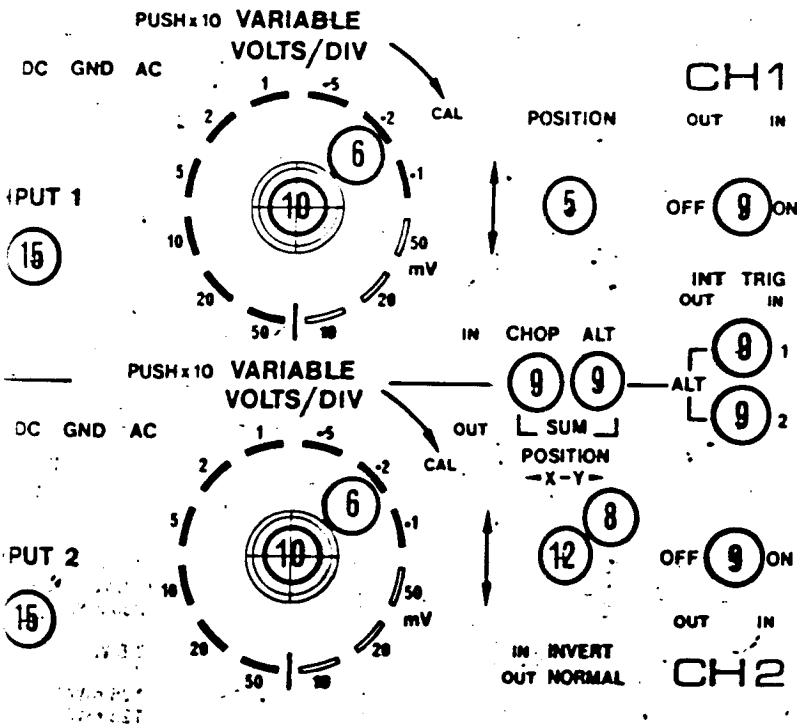 PUSH x 10 VARIABLE
VOLTS/DIV
DC GND AC
CH1
CAL
POSITION
OUT IN
1 .5
2 .2
5 .1
10 50 mV
20 20
50 10
6
10
5
IPUT 1
15
OFF 9 ON
INT TRIG
OUT IN
IN CHOP ALT
9 9
ALT
9 1
9 2
SUM
PUSH x 10 VARIABLE
VOLTS/DIV
DC GND AC
OUT
CAL
POSITION
X-Y
1 .5
2 .2
5 .1
10 50 mV
20 20
50 10
6
10
8
12
PUT 2
15
OFF 9 ON
OUT IN
IN INVERT
OUT NORMAL
CH2